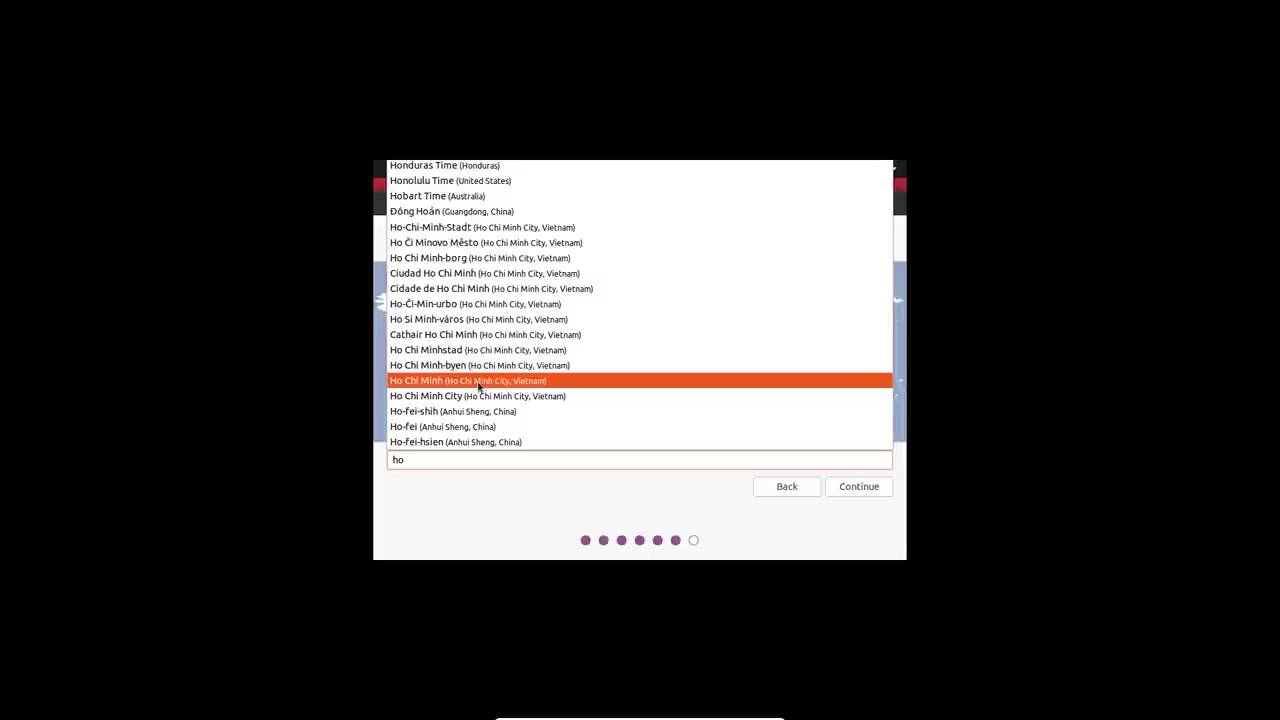 Honduras Time (Honduras)
Honolulu Time (United States)
Hobart Time (Australia)
Đông Hoản (Guangdong, China)
Ho-Chi-Minh-Stadt (Ho Chi Minh City, Vietnam)
Ho Či Minovo Město (Ho Chi Minh City, Vietnam)
Ho Chi Minh-borg (Ho Chi Minh City, Vietnam)
Ciudad Ho Chi Minh (Ho Chi Minh City, Vietnam)
Cidade de Ho Chi Minh (Ho Chi Minh City, Vietnam)
Ho-Ĉi-Min-urbo (Ho Chi Minh City, Vietnam)
Ho Si Minh-város (Ho Chi Minh City, Vietnam)
Cathair Ho Chi Minh (Ho Chi Minh City, Vietnam)
Ho Chi Minhstad (Ho Chi Minh City, Vietnam)
Ho Chi Minh-byen (Ho Chi Minh City, Vietnam)
Ho Chi Minh (Ho Chi Minh City, Vietnam)
Ho Chi Minh City (Ho Chi Minh City, Vietnam)
Ho-fei-shih (Anhui Sheng, China)
Ho-fei (Anhui Sheng, China)
Ho-fei-hsien (Anhui Sheng, China)
ho
Back
Continue